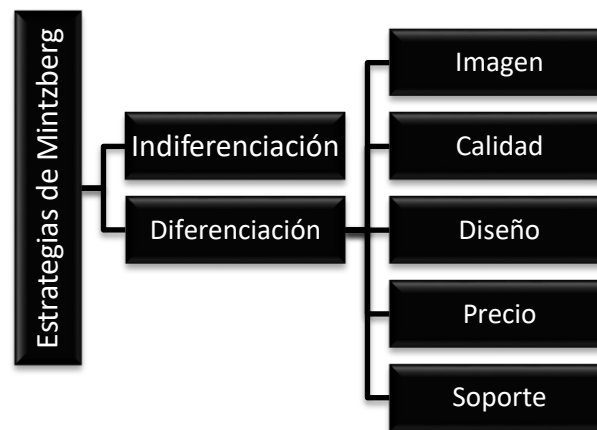 Estrategias de Mintzberg
Indiferenciación
Diferenciación
Imagen
Calidad
Diseño
Precio
Soporte